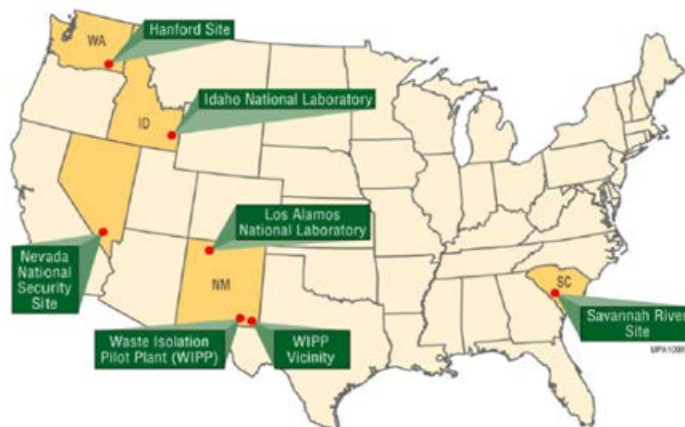 WA
Hanford Site
ID
Idaho National Laboratory
Los Alamos
National Laboratory
Nevada
National
Security
Site
NM
SC
Waste Isolation
Pilot Plant (WIPP)
WIPP
Vicinity
Savannah River
Site